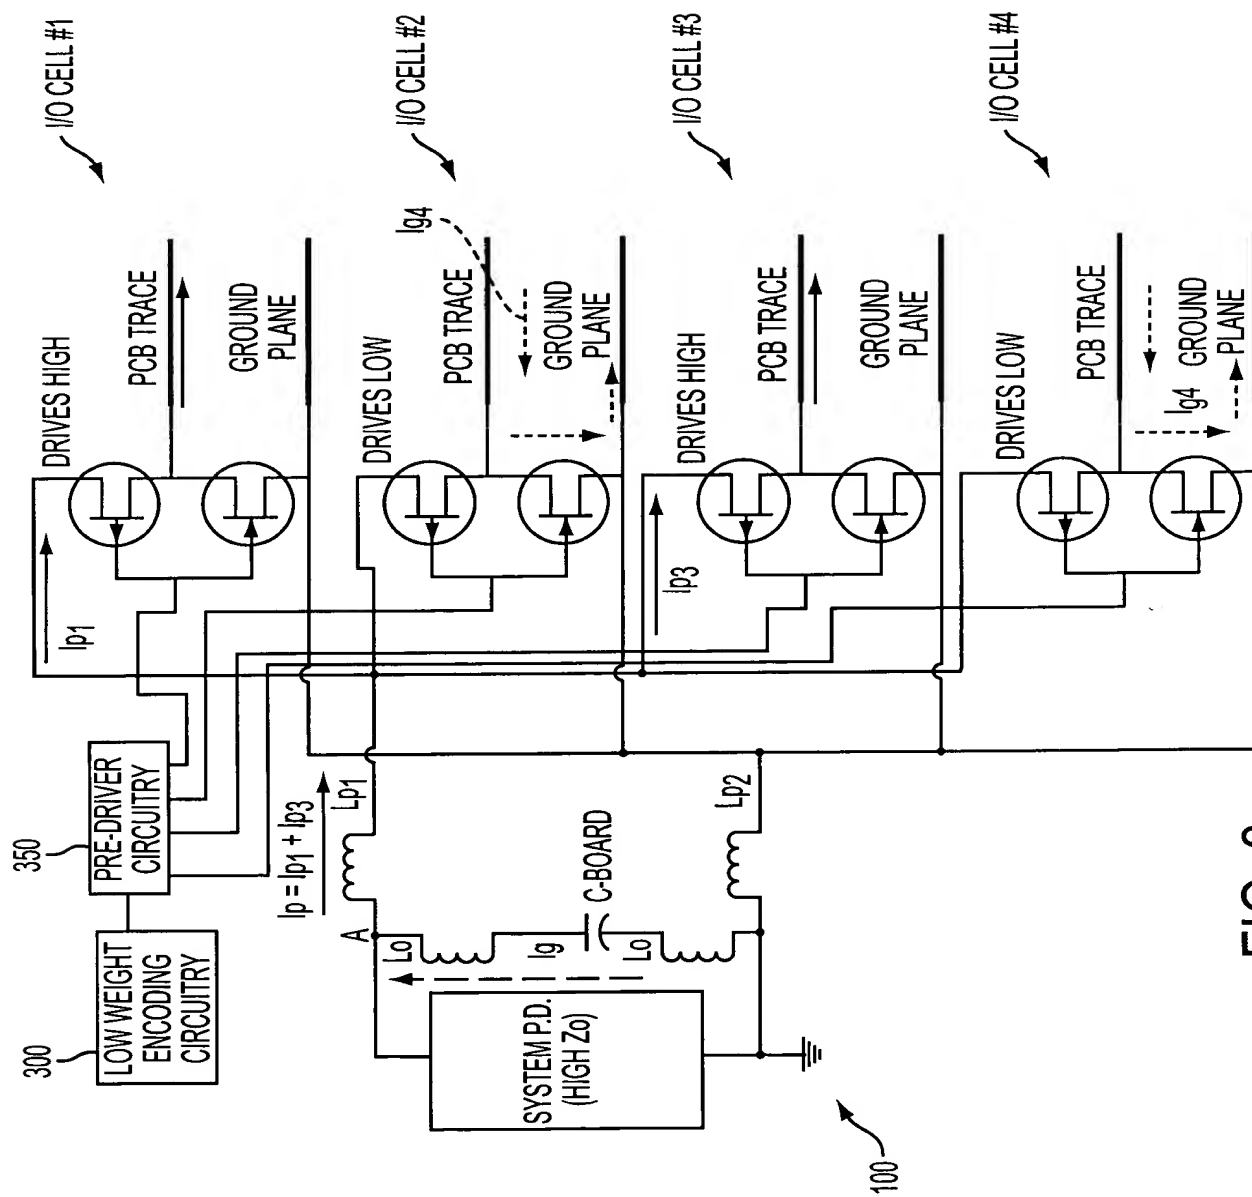 I/O CELL #1
I/O CELL #2
I/O CELL #3
I/O CELL #4
DRIVES HIGH
PCB TRACE
GROUND
PLANE
Ip1
DRIVES LOW
PCB TRACE
Ig4
GROUND
PLANE
DRIVES HIGH
PCB TRACE
GROUND
PLANE
Ip3
DRIVES LOW
PCB TRACE
Ig4
GROUND
PLANE
350
PRE-DRIVER
CIRCUITRY
300
LOW WEIGHT
ENCODING
CIRCUITRY
Ip = Ip1 + Ip3
Lp1
A
Lo
Ig
C-BOARD
Lo
Lp2
SYSTEM P.D.
(HIGH Zo)
100